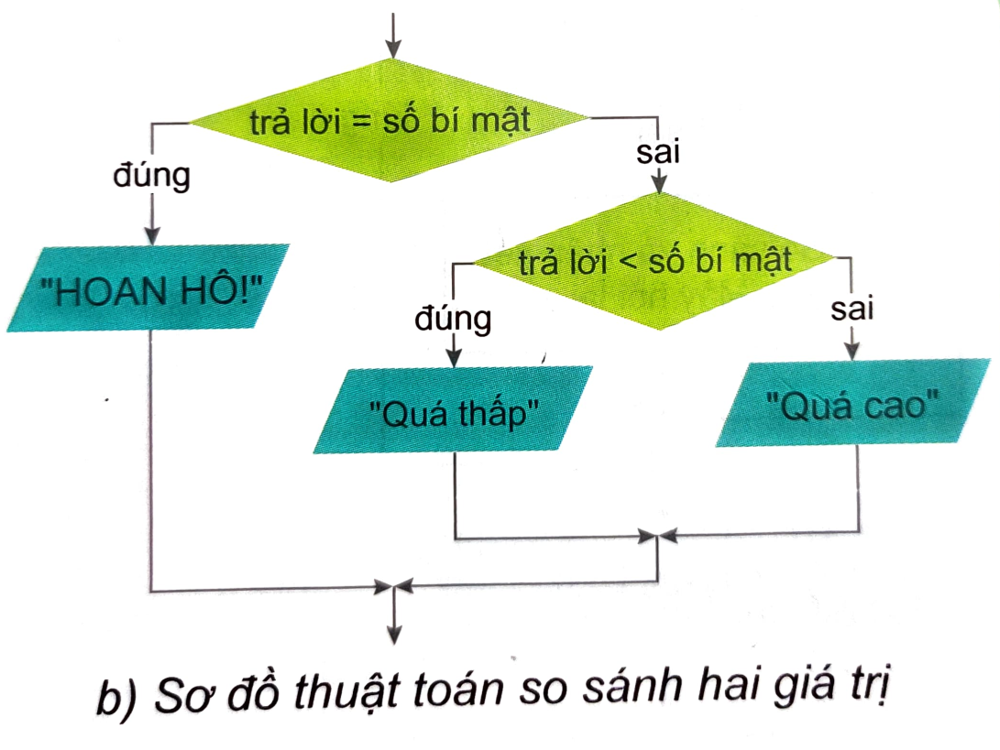 trả lời = số bí mật
đúng
sai
"HOAN HÔ!"
trả lời < số bí mật
đúng
sai
"Quá thấp"
"Quá cao"
b) Sơ đồ thuật toán so sánh hai giá trị